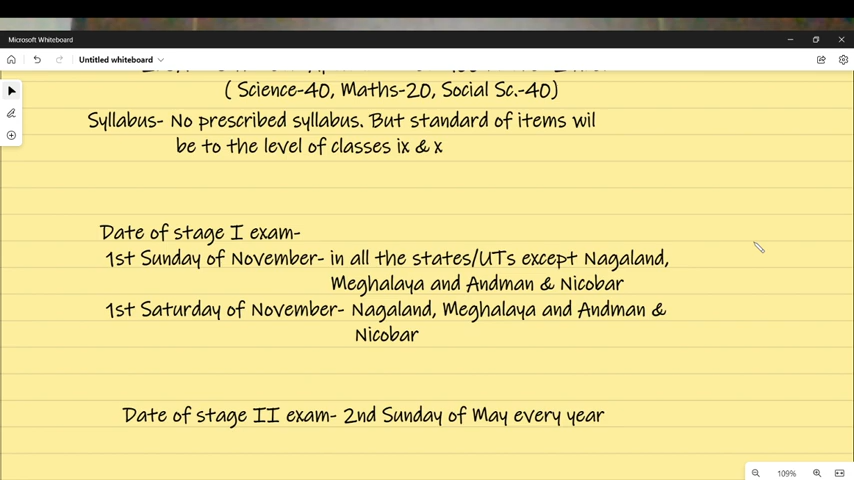 Microsoft Whiteboard
Untitled whiteboard
( Science-40, Maths-20, Social Sc.-40)
Syllabus- No prescribed syllabus. But standard of items wil
be to the level of classes ix & x
Date of stage I exam-
1st Sunday of November- in all the states/UTs except Nagaland,
Meghalaya and Andman & Nicobar
1st Saturday of November- Nagaland, Meghalaya and Andman &
Nicobar
Date of stage II exam- 2nd Sunday of May every year
109%